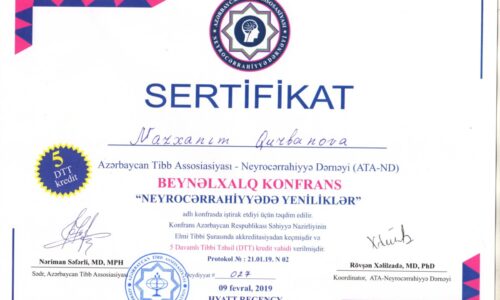 AZƏRBAYCAN TİBB ASSOSİASİYASI
NEYROCƏRRAHİYYƏ DƏRNƏYİ
SERTİFİKAT
Nazxanım Qurbanova
5
DTT
kredit
Azərbaycan Tibb Assosiasiyası - Neyrocərrahiyyə Dərnəyi (ATA-ND)
BEYNƏLXALQ KONFRANS
“NEYROCƏRRAHİYYƏDƏ YENİLİKLƏR”
adlı konfransda iştirak etdiyi üçün təqdim edilir.
Konfrans Azərbaycan Respublikası Səhiyyə Nazirliyinin
Elmi Tibbi Şurasında akkreditasiyadan keçmişdir və
5 Davamlı Tibbi Təhsil (DTT) kredit vahidi verilmişdir.
Protokol № : 21.01.19. № 02
Nəriman Səfərli, MD, MPH
Sədr, Azərbaycan Tibb Assosiasiyası
Rövşən Xəlilzadə, MD, PhD
Koordinator, ATA-Neyrocərrahiyyə Dərnəyi
027
09 fevral, 2019
HYATT REGENCY